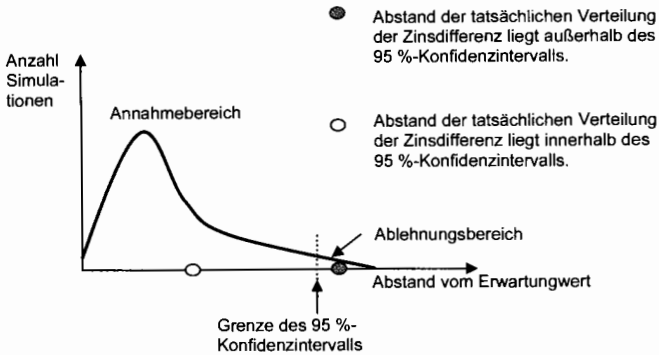 Abstand der tatsächlichen Verteilung
der Zinsdifferenz liegt außerhalb des
95 %-Konfidenzintervalls.
Anzahl
Simula-
tionen
Annahmebereich
Abstand der tatsächlichen Verteilung
der Zinsdifferenz liegt innerhalb des
95 %-Konfidenzintervalls.
Ablehnungsbereich
Abstand vom Erwartungwert
Grenze des 95 %-
Konfidenzintervalls